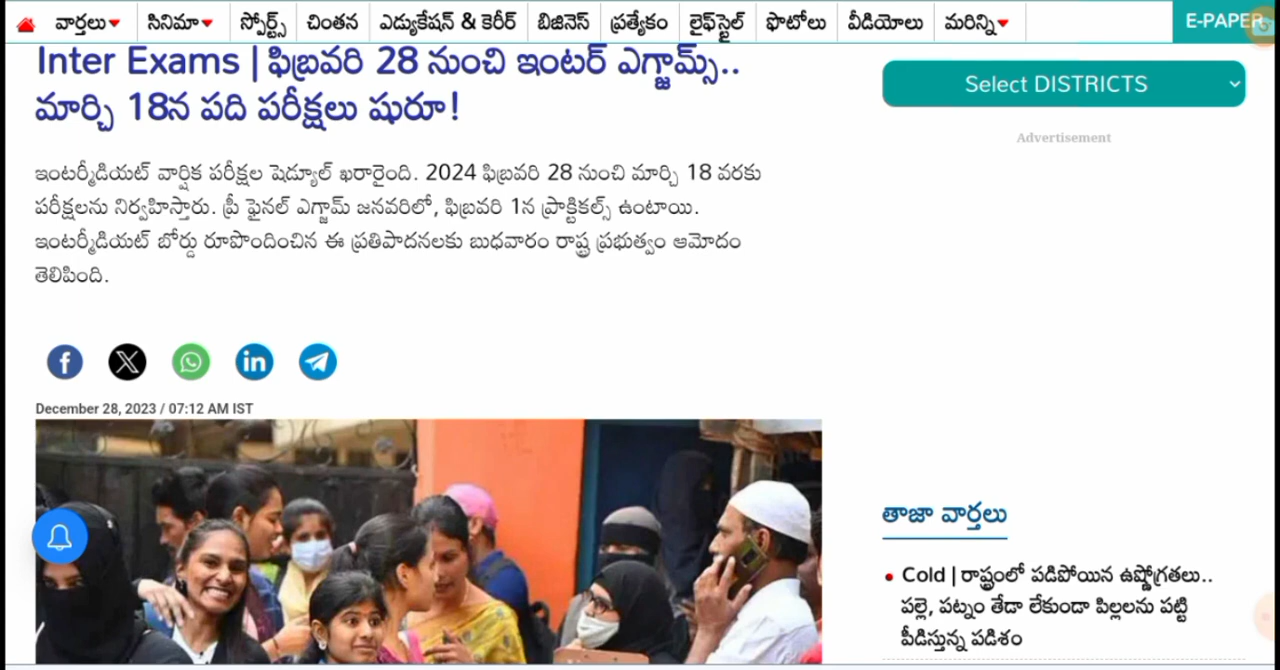 వార్తలు సినిమా స్పోర్ట్స్ చింతన ఎడ్యుకేషన్ & కెరీర్ బిజినెస్ ప్రత్యేకం లైఫ్‌స్టైల్ ఫొటోలు వీడియోలు మరిన్ని E-PAPER
Inter Exams | ఫిబ్రవరి 28 నుంచి ఇంటర్ ఎగ్జామ్స్..
మార్చి 18న పది పరీక్షలు షురూ!
Select DISTRICTS
Advertisement
ఇంటర్మీడియట్ వార్షిక పరీక్షల షెడ్యూల్ ఖరారైంది. 2024 ఫిబ్రవరి 28 నుంచి మార్చి 18 వరకు
పరీక్షలను నిర్వహిస్తారు. ప్రీ ఫైనల్ ఎగ్జామ్ జనవరిలో, ఫిబ్రవరి 1న ప్రాక్టికల్స్ ఉంటాయి.
ఇంటర్మీడియట్ బోర్డు రూపొందించిన ఈ ప్రతిపాదనలకు బుధవారం రాష్ట్ర ప్రభుత్వం ఆమోదం
తెలిపింది.
December 28, 2023 / 07:12 AM IST
తాజా వార్తలు
Cold | రాష్ట్రంలో పడిపోయిన ఉష్ణోగ్రతలు..
పల్లె, పట్నం తేడా లేకుండా పిల్లలను పట్టి
పీడిస్తున్న పడిశం